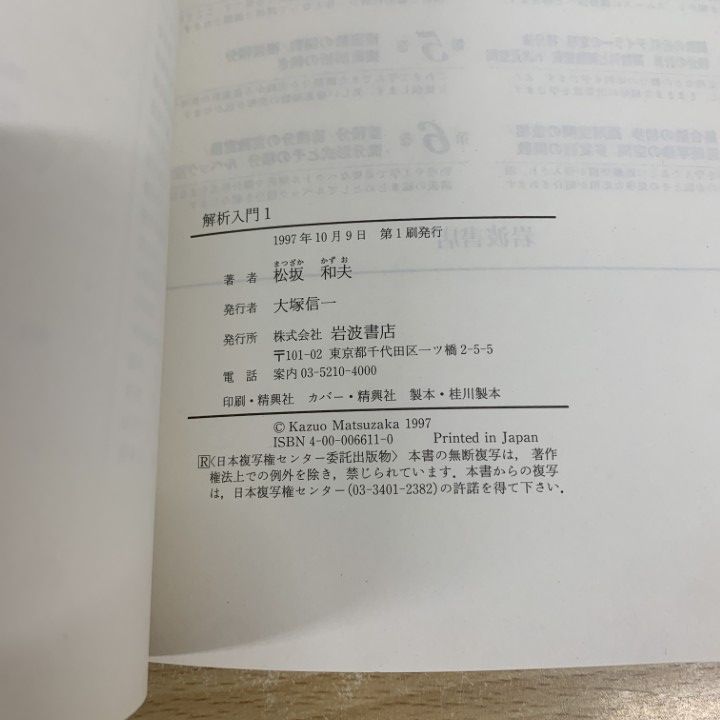 解析入門1
1997年10月9日 第1刷発行
まつざか かずお
著者 松坂 和夫
発行者 大塚信一
発行所 株式会社 岩波書店
〒101-02 東京都千代田区一ツ橋2-5-5
電話 案内03-5210-4000
印刷・精興社 カバー・精興社 製本・桂川製本
© Kazuo Matsuzaka 1997
ISBN 4-00-006611-0 Printed in Japan
R〈日本複写権センター委託出版物〉 本書の無断複写は, 著作
権法上での例外を除き, 禁じられています. 本書からの複写
は, 日本複写権センター(03-3401-2382)の許諾を得て下さい.